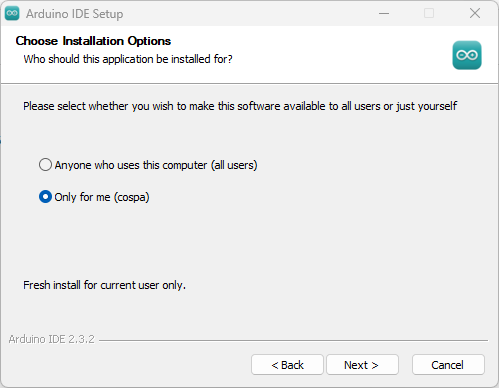 Arduino IDE Setup
Choose Installation Options
Who should this application be installed for?
Please select whether you wish to make this software available to all users or just yourself
Anyone who uses this computer (all users)
Only for me (cospa)
Fresh install for current user only.
Arduino IDE 2.3.2
< Back
Next >
Cancel